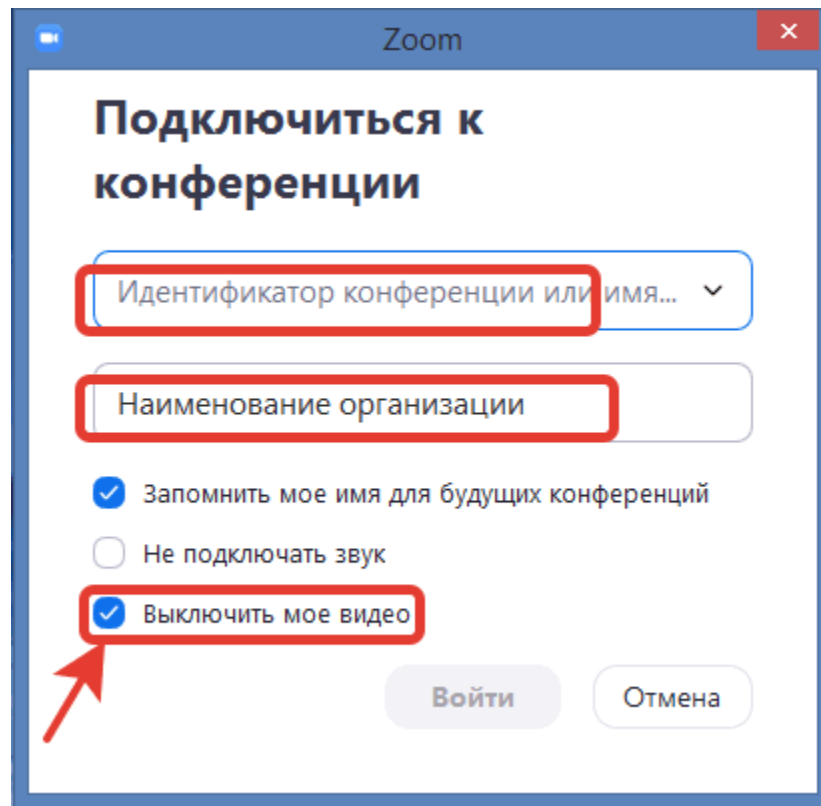 Zoom
Подключиться к
конференции
Идентификатор конференции или имя...
Наименование организации
Запомнить мое имя для будущих конференций
Не подключать звук
Выключить мое видео
Войти
Отмена